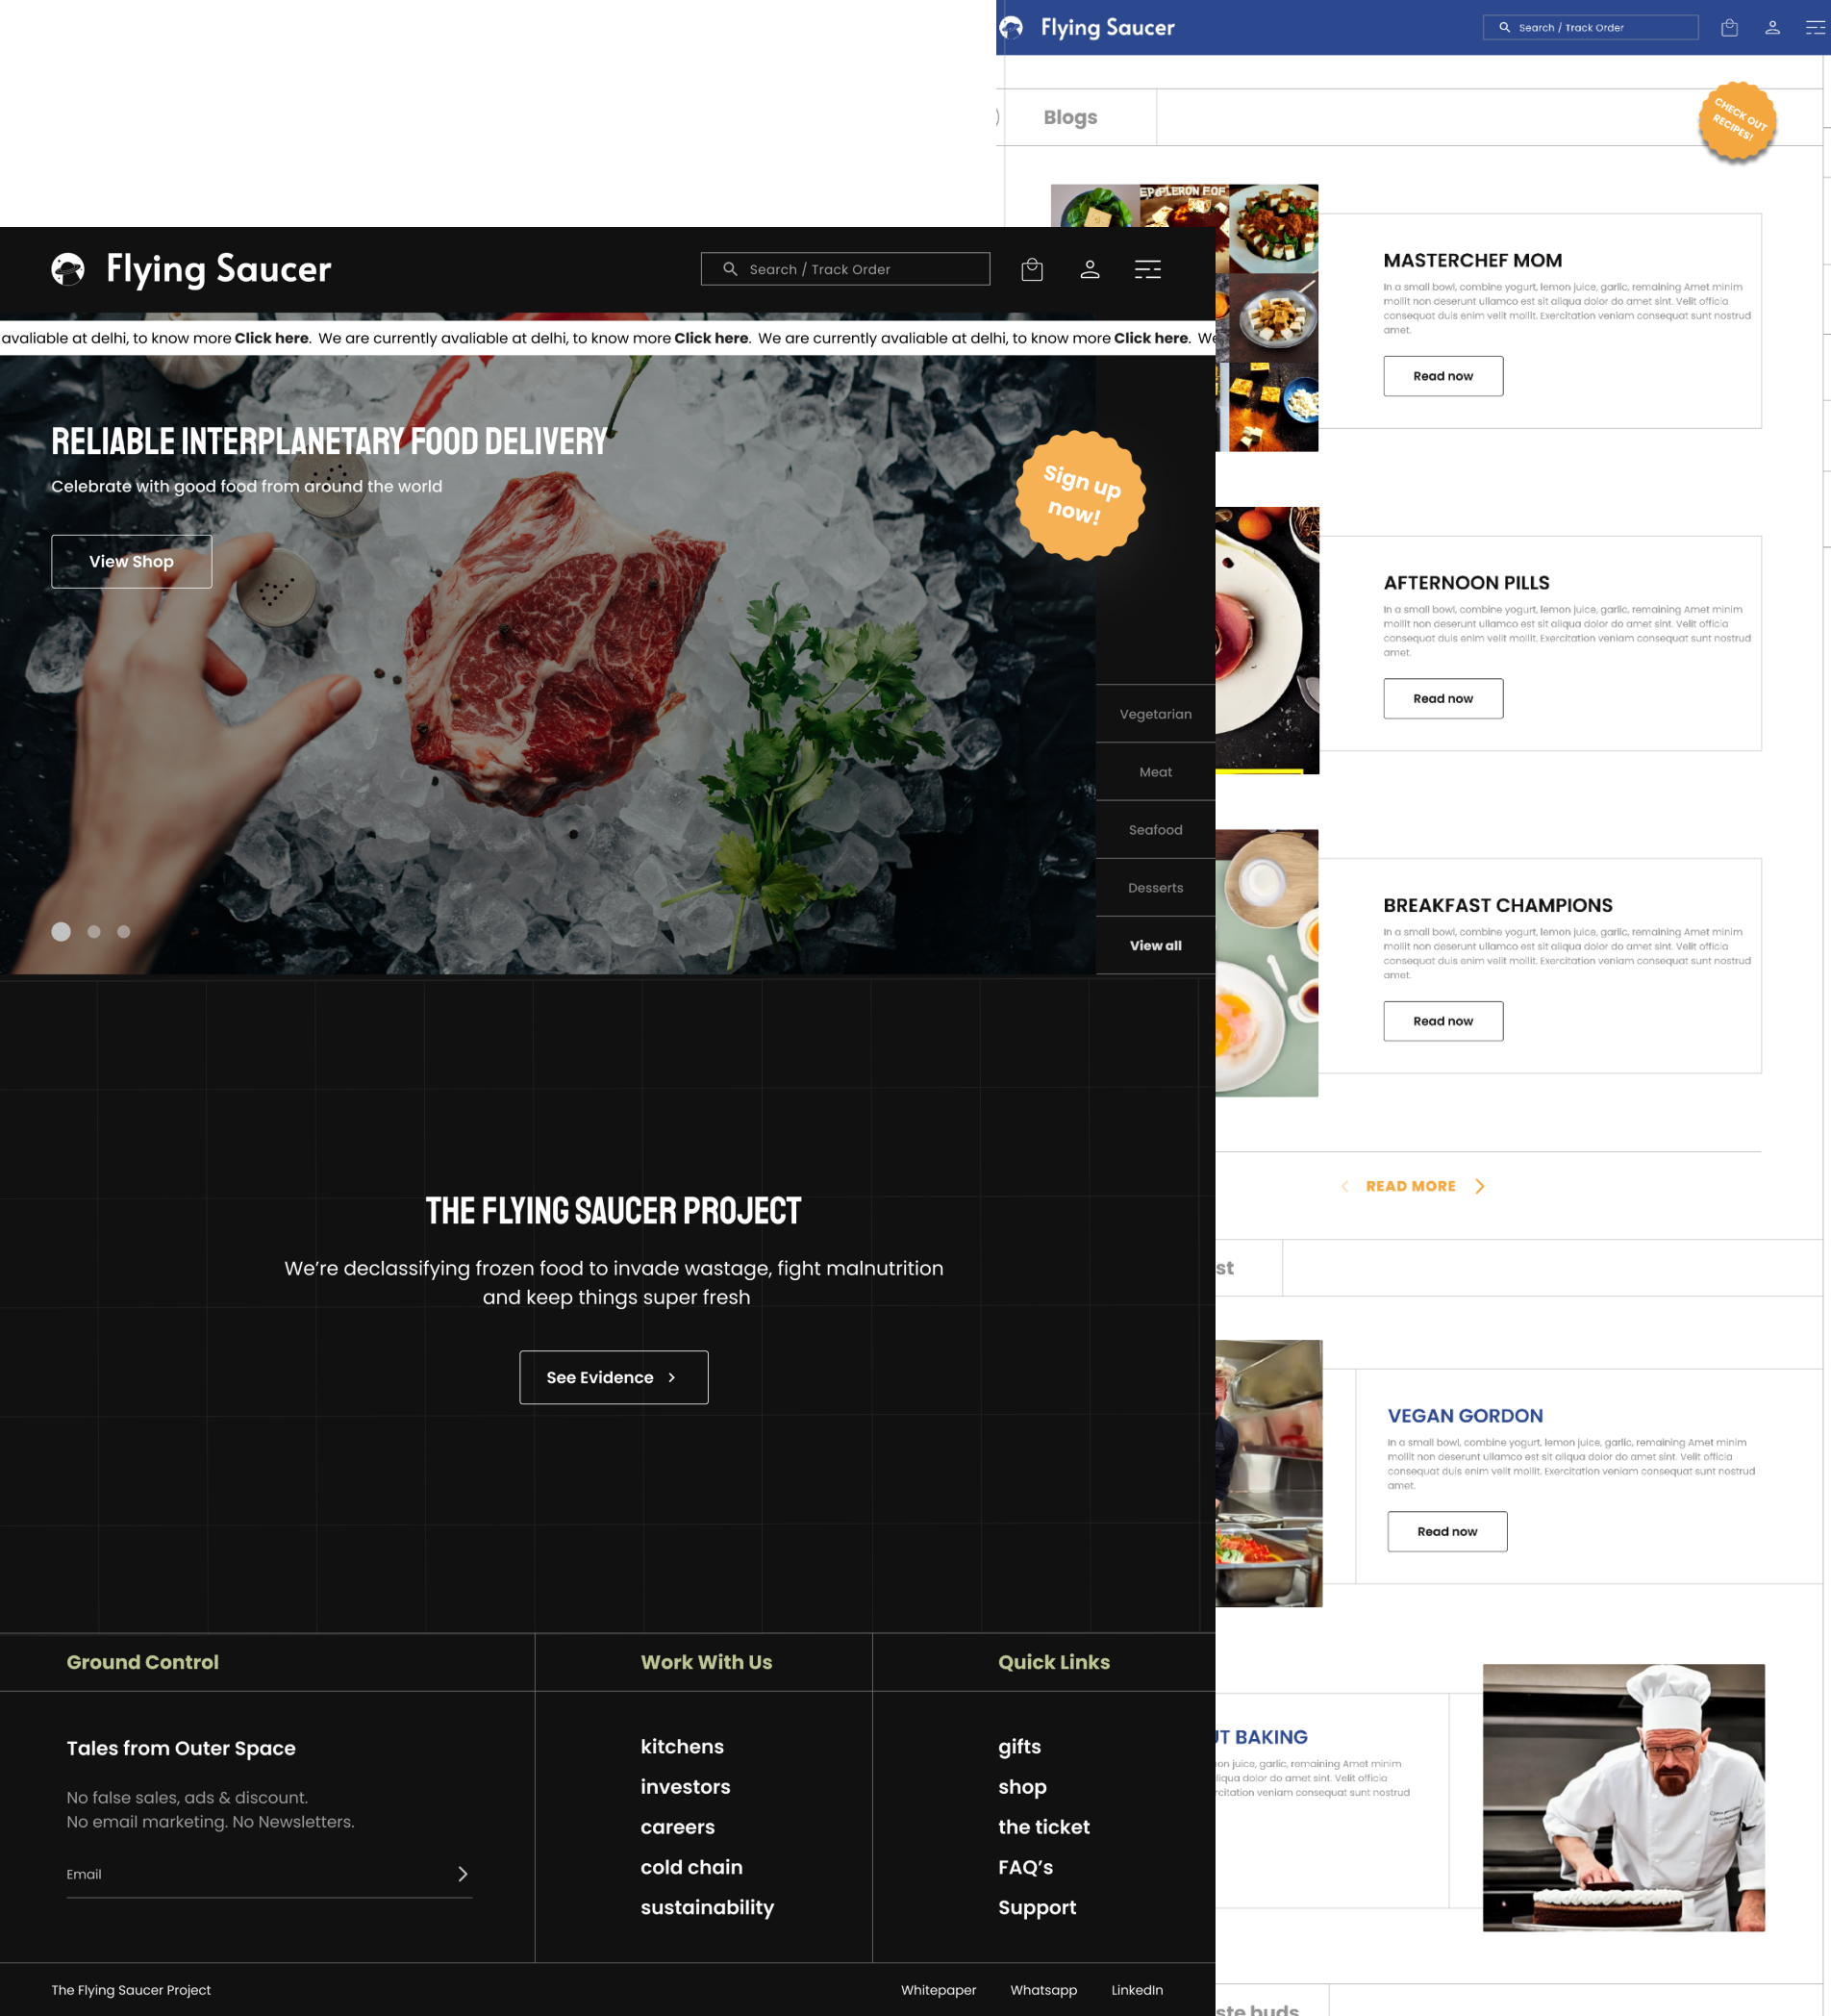 Flying Saucer
Search / Track Order
Blogs
CHECK OUT
RECIPES!
MASTERCHEF MOM
In a small bowl, combine yogurt, lemon juice, garlic, remaining Amet minim
mollit non deserunt ullamco est sit aliqua dolor do amet sint. Velit officia
consequat duis enim velit mollit. Exercitation veniam consequat sunt nostrud
amet.
Read now
AFTERNOON PILLS
In a small bowl, combine yogurt, lemon juice, garlic, remaining Amet minim
mollit non deserunt ullamco est sit aliqua dolor do amet sint. Velit officia
consequat duis enim velit mollit. Exercitation veniam consequat sunt nostrud
amet.
Read now
BREAKFAST CHAMPIONS
In a small bowl, combine yogurt, lemon juice, garlic, remaining Amet minim
mollit non deserunt ullamco est sit aliqua dolor do amet sint. Velit officia
consequat duis enim velit mollit. Exercitation veniam consequat sunt nostrud
amet.
Read now
READ MORE
st
VEGAN GORDON
In a small bowl, combine yogurt, lemon juice, garlic, remaining Amet minim
mollit non deserunt ullamco est sit aliqua dolor do amet sint. Velit officia
consequat duis enim velit mollit. Exercitation veniam consequat sunt nostrud
amet.
Read now
UT BAKING
on juice, garlic, remaining Amet minim
liqua dolor do amet sint. Velit officia
rcitation veniam consequat sunt nostrud
ste buds
Flying Saucer
Search / Track Order
avaliable at delhi, to know more Click here. We are currently avaliable at delhi, to know more Click here. We are currently avaliable at delhi, to know more Click here. We
RELIABLE INTERPLANETARY FOOD DELIVERY
Celebrate with good food from around the world
View Shop
Sign up
now!
Vegetarian
Meat
Seafood
Desserts
View all
THE FLYING SAUCER PROJECT
We're declassifying frozen food to invade wastage, fight malnutrition
and keep things super fresh
See Evidence
Ground Control
Tales from Outer Space
No false sales, ads & discount.
No email marketing. No Newsletters.
Email
Work With Us
kitchens
investors
careers
cold chain
sustainability
Quick Links
gifts
shop
the ticket
FAQ's
Support
The Flying Saucer Project
Whitepaper
Whatsapp
LinkedIn